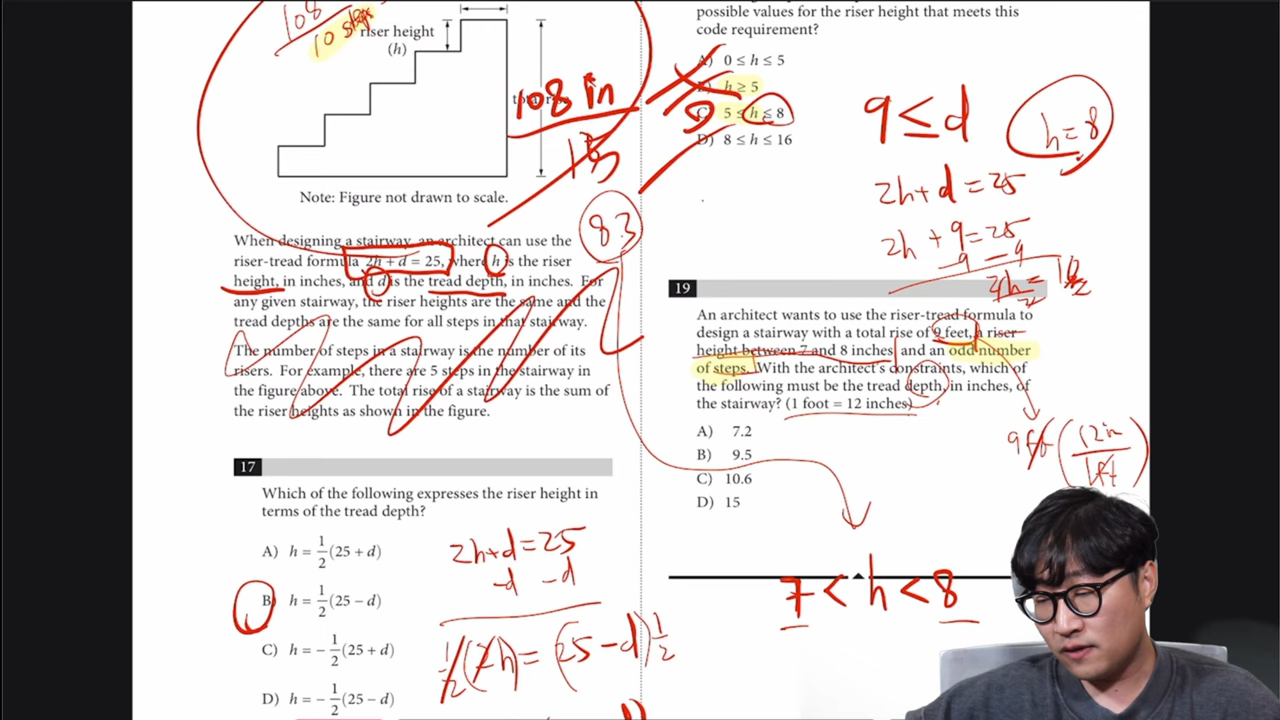 108
10 steps
riser height
(h)
108 in
13
Note: Figure not drawn to scale.
83
When designing a stairway, an architect can use the
riser-tread formula 2h + d = 25, where h is the riser
height, in inches, and d is the tread depth, in inches. For
any given stairway, the riser heights are the same and the
tread depths are the same for all steps in that stairway.
The number of steps in a stairway is the number of its
risers. For example, there are 5 steps in the stairway in
the figure above. The total rise of a stairway is the sum of
the riser heights as shown in the figure.
17
Which of the following expresses the riser height in
terms of the tread depth?
A) h = 1/2(25 + d)
B) h = 1/2(25 − d)
C) h = −1/2(25 + d)
D) h = −1/2(25 − d)
2h+d=25
-d -d
1/2(2h)=(25-d)1/2
possible values for the riser height that meets this
code requirement?
A) 0 ≤ h ≤ 5
B) h ≥ 5
C) 5 ≤ h ≤ 8
D) 8 ≤ h ≤ 16
9 ≤ d
h=8
2h+d=25
2h+9=25
-9 -9
19
An architect wants to use the riser-tread formula to
design a stairway with a total rise of 9 feet, a riser
height between 7 and 8 inches, and an odd number
of steps. With the architect's constraints, which of
the following must be the tread depth, in inches, of
the stairway? (1 foot = 12 inches)
A) 7.2
B) 9.5
C) 10.6
D) 15
7 < h < 8